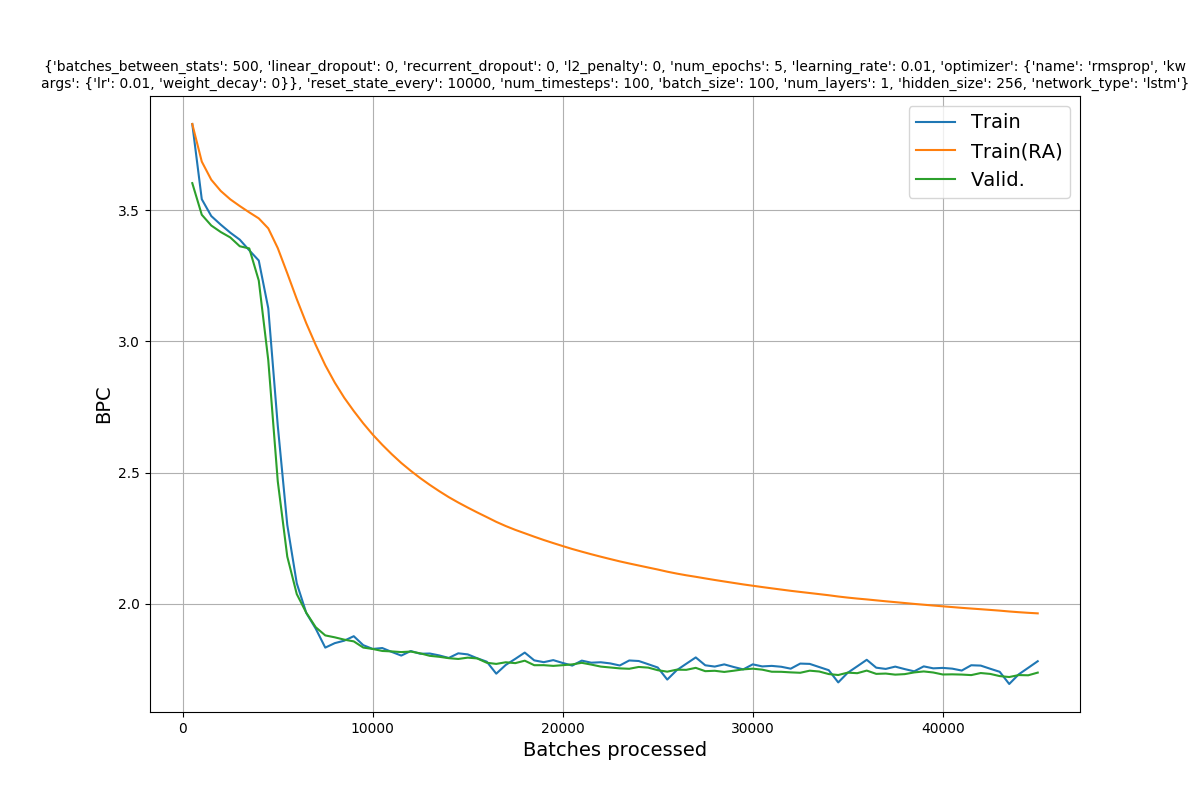 {'batches_between_stats': 500, 'linear_dropout': 0, 'recurrent_dropout': 0, 'l2_penalty': 0, 'num_epochs': 5, 'learning_rate': 0.01, 'optimizer': {'name': 'rmsprop', 'kw
args': {'lr': 0.01, 'weight_decay': 0}}, 'reset_state_every': 10000, 'num_timesteps': 100, 'batch_size': 100, 'num_layers': 1, 'hidden_size': 256, 'network_type': 'lstm'}
Train
Train(RA)
Valid.
3.5
3.0
2.5
2.0
BPC
0
10000
20000
30000
40000
Batches processed